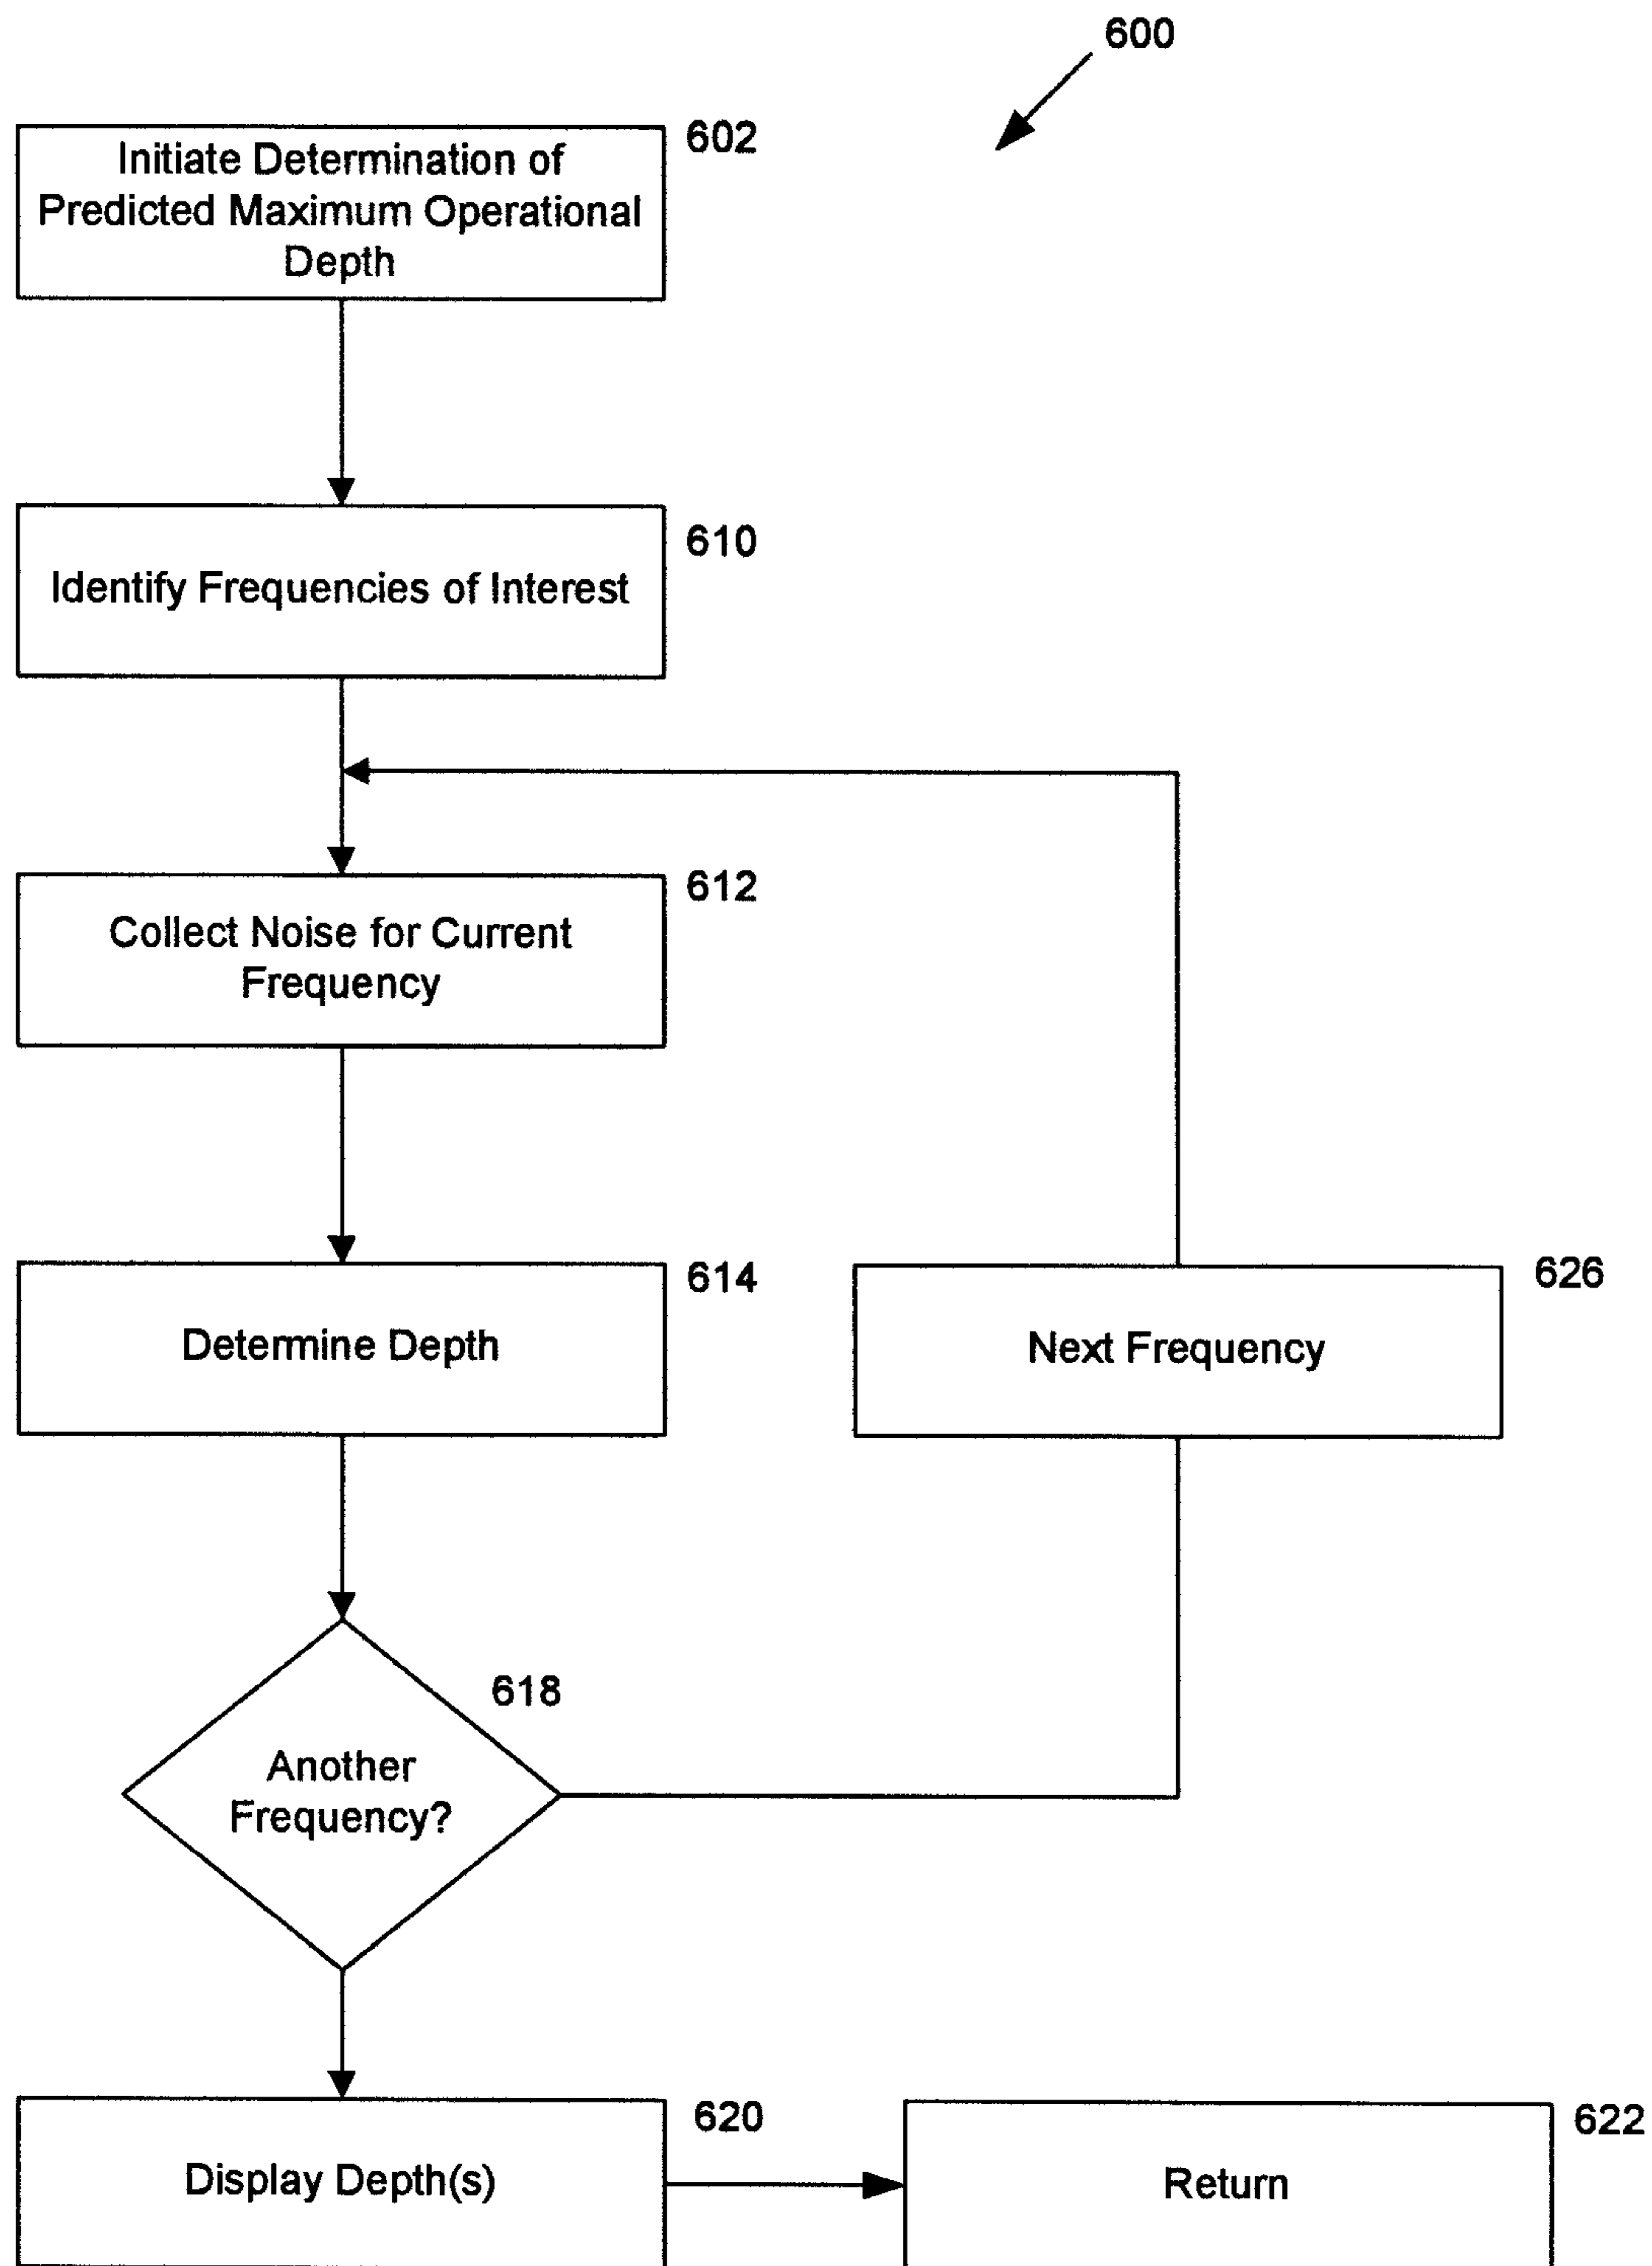 600
602
Initiate Determination of
Predicted Maximum Operational
Depth
610
Identify Frequencies of Interest
612
Collect Noise for Current
Frequency
614
Determine Depth
626
Next Frequency
618
Another
Frequency?
620
Display Depth(s)
622
Return